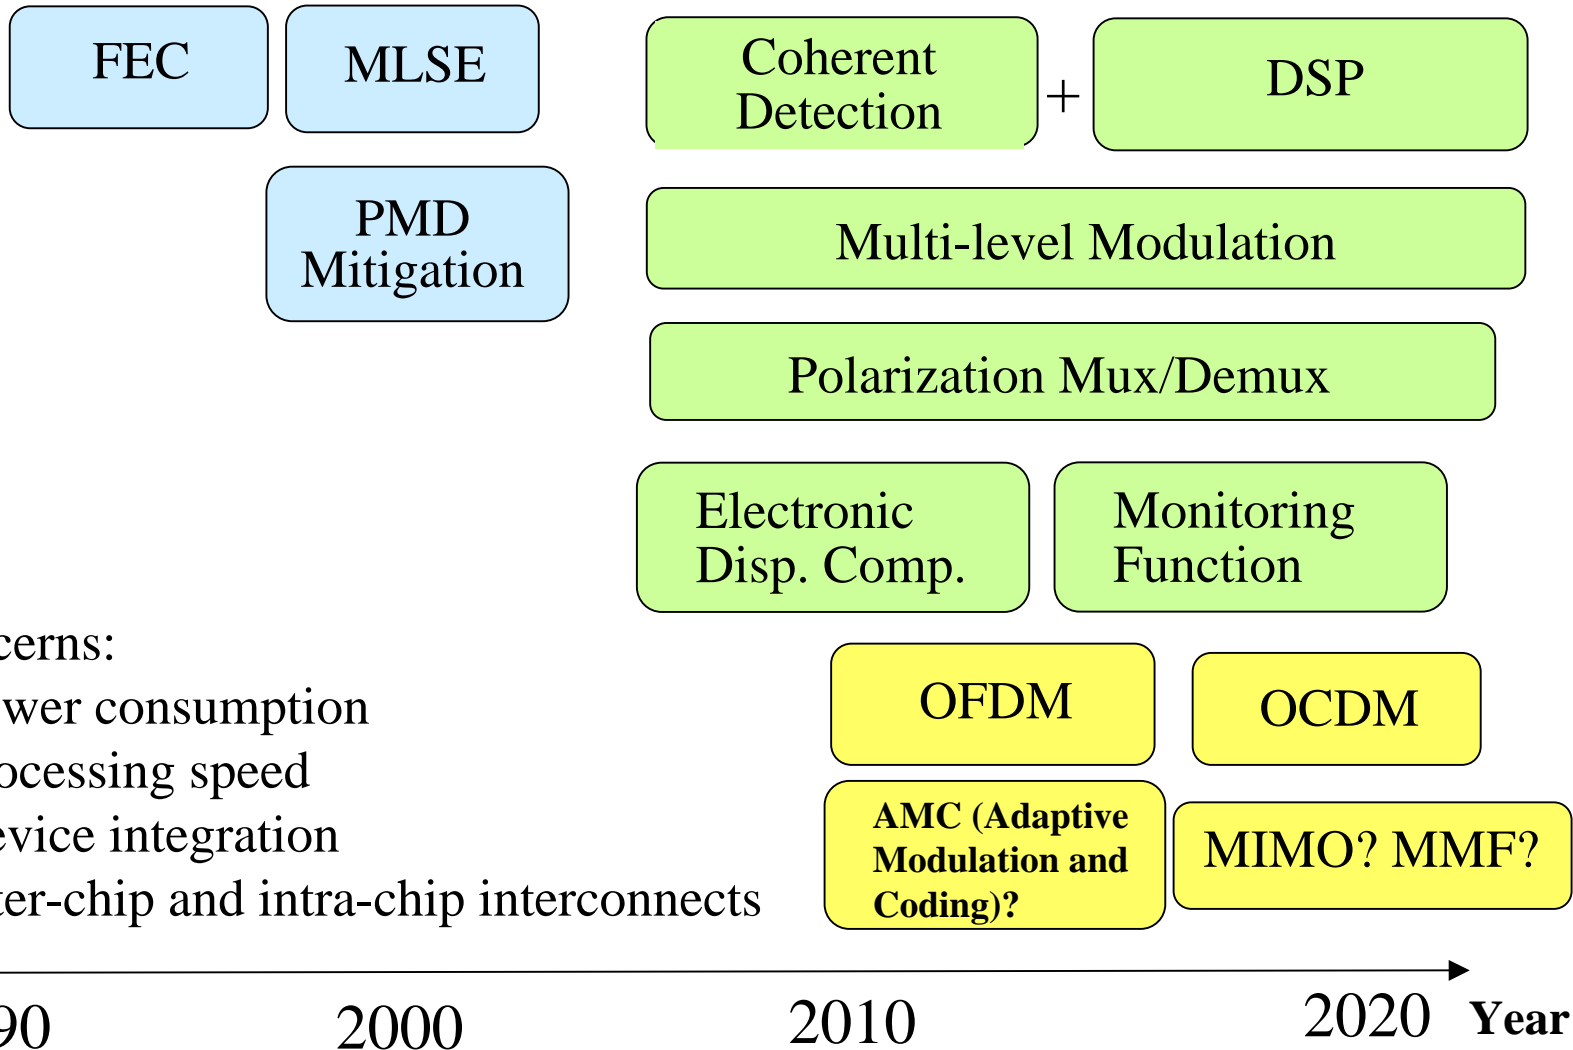 FEC
MLSE
Coherent
Detection
+
DSP
PMD
Mitigation
Multi-level Modulation
Polarization Mux/Demux
Electronic
Disp. Comp.
Monitoring
Function
cerns:
wer consumption
ocessing speed
evice integration
ter-chip and intra-chip interconnects
OFDM
OCDM
AMC (Adaptive
Modulation and
Coding)?
MIMO? MMF?
90 2000 2010 2020 Year